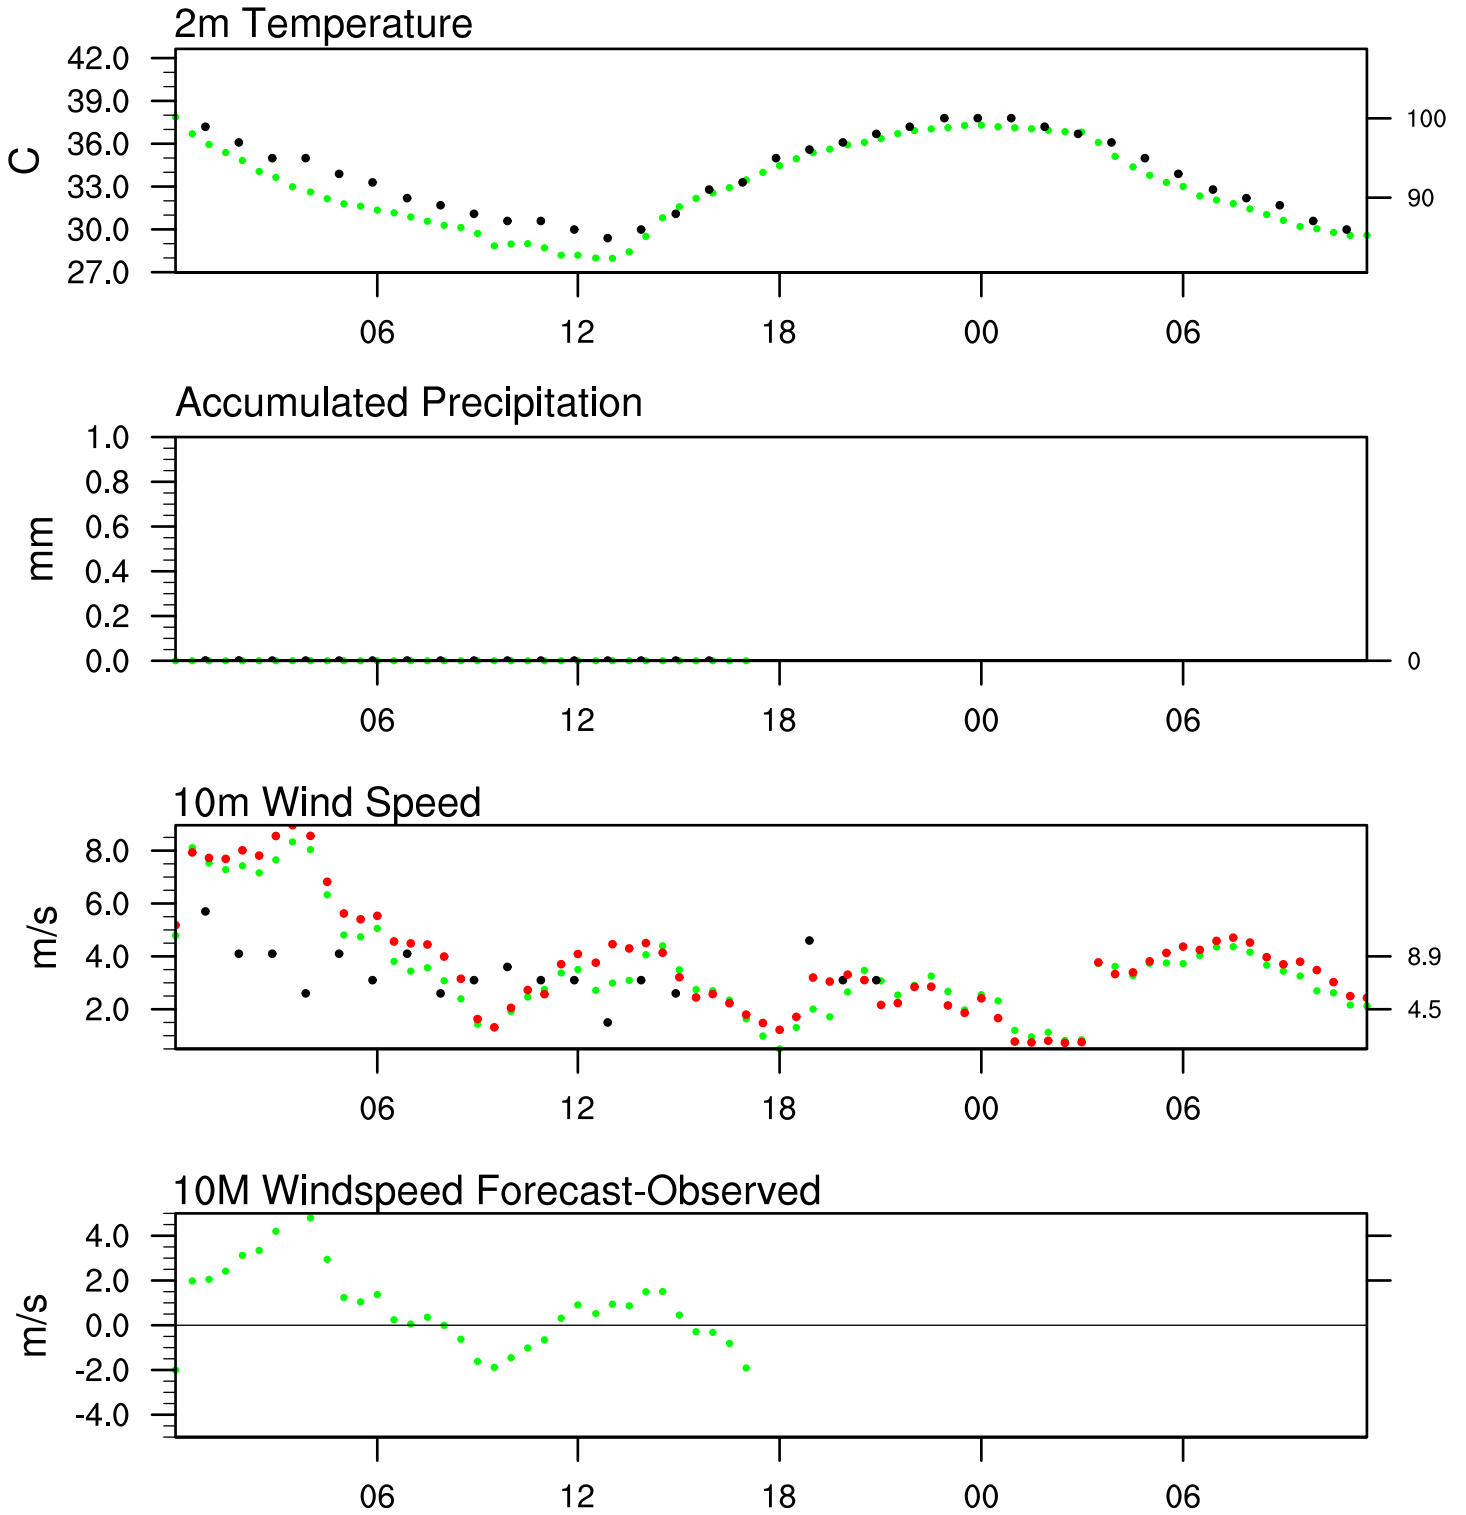 2m Temperature
42.0
39.0
36.0
33.0
30.0
27.0
C
100
90
06 12 18 00 06
Accumulated Precipitation
1.0
0.8
0.6
0.4
0.2
0.0
mm
0
06 12 18 00 06
10m Wind Speed
8.0
6.0
4.0
2.0
m/s
8.9
4.5
06 12 18 00 06
10M Windspeed Forecast-Observed
4.0
2.0
0.0
-2.0
-4.0
m/s
06 12 18 00 06